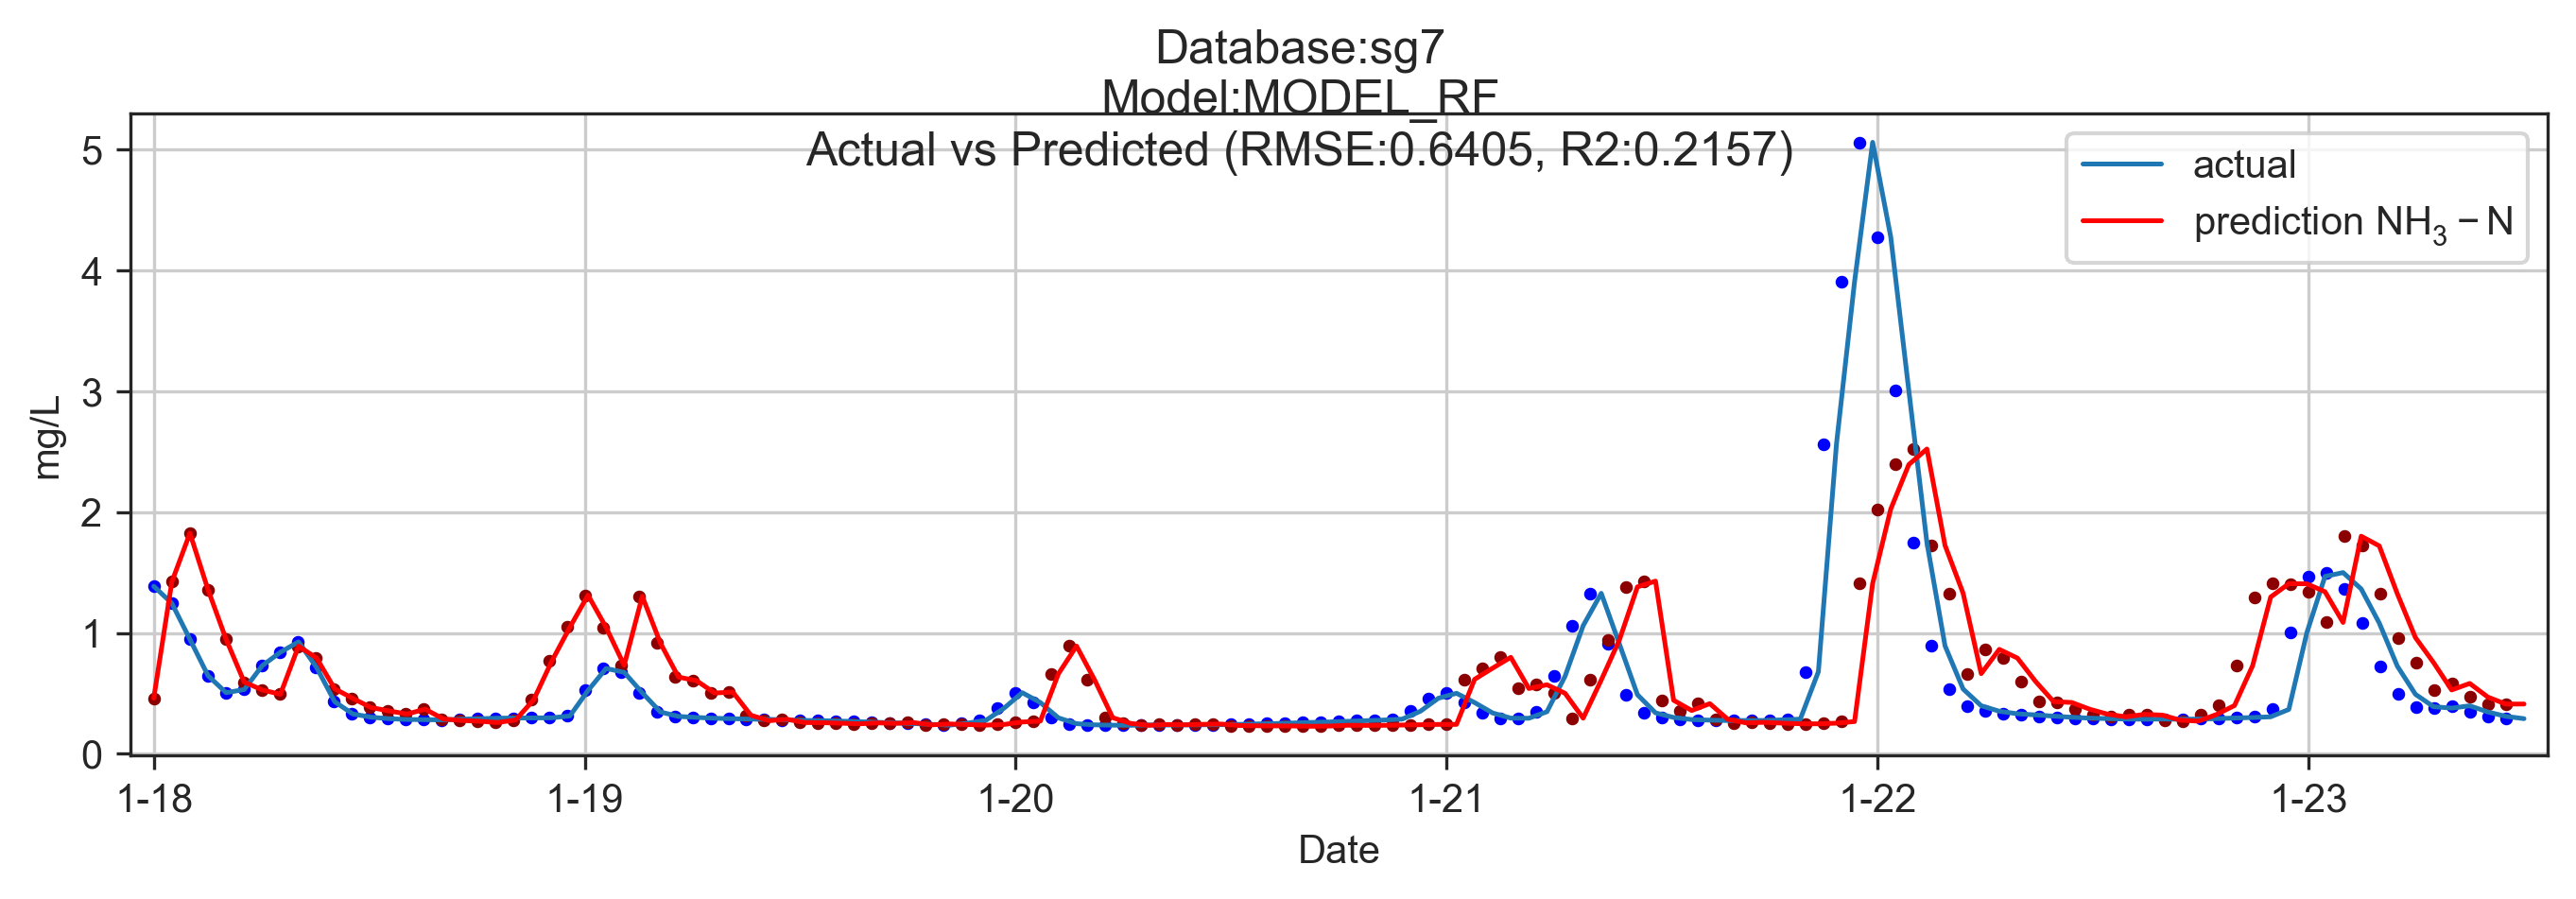 Database:sg7
Model:MODEL_RF
Actual vs Predicted (RMSE:0.6405, R2:0.2157)
actual
prediction NH₃ − N
5
4
3
2
1
0
mg/L
1-18 1-19 1-20 1-21 1-22 1-23
Date